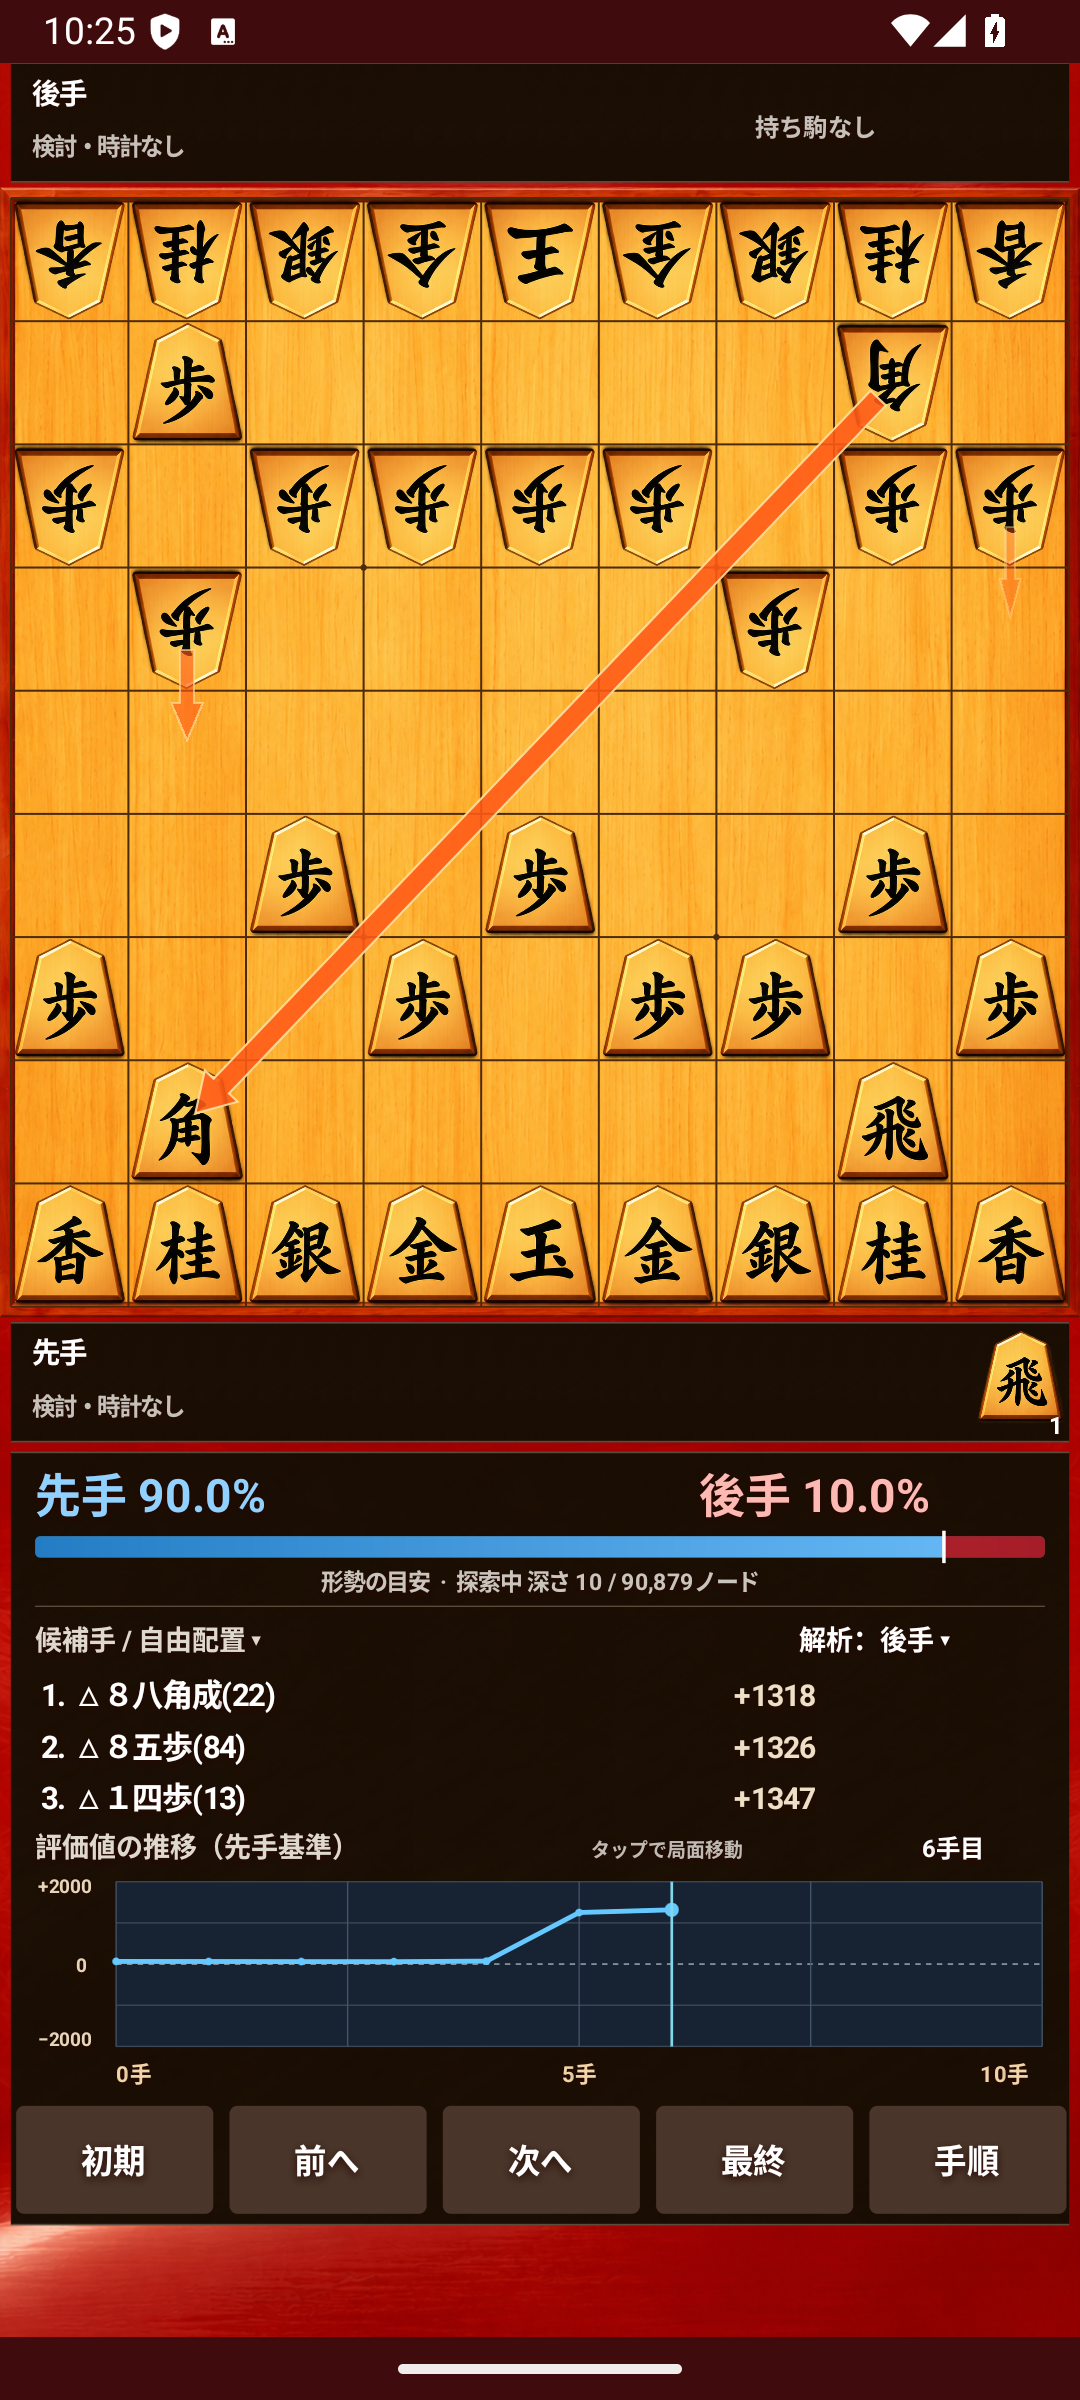 10:25
後手
検討・時計なし
持ち駒なし
香 桂 銀 金 王 金 銀 桂 香
歩 角
歩 歩 歩 歩 歩 歩 歩
歩 歩
歩 歩 歩
歩 歩 歩 歩 歩
角 飛
香 桂 銀 金 玉 金 銀 桂 香
先手
検討・時計なし
飛
1
先手 90.0% 後手 10.0%
形勢の目安 · 探索中 深さ 10 / 90,879ノード
候補手 / 自由配置 ▾ 解析：後手 ▾
1. △８八角成(22) +1318
2. △８五歩(84) +1326
3. △１四歩(13) +1347
評価値の推移（先手基準） タップで局面移動 6手目
+2000
0
−2000
0手 5手 10手
初期 前へ 次へ 最終 手順